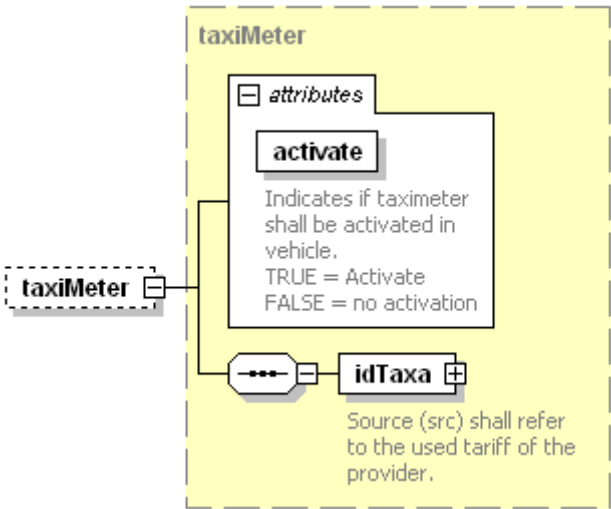 taxiMeter
attributes
activate
Indicates if taximeter
shall be activated in
vehicle.
TRUE = Activate
FALSE = no activation
taxiMeter
idTaxa
Source (src) shall refer
to the used tariff of the
provider.